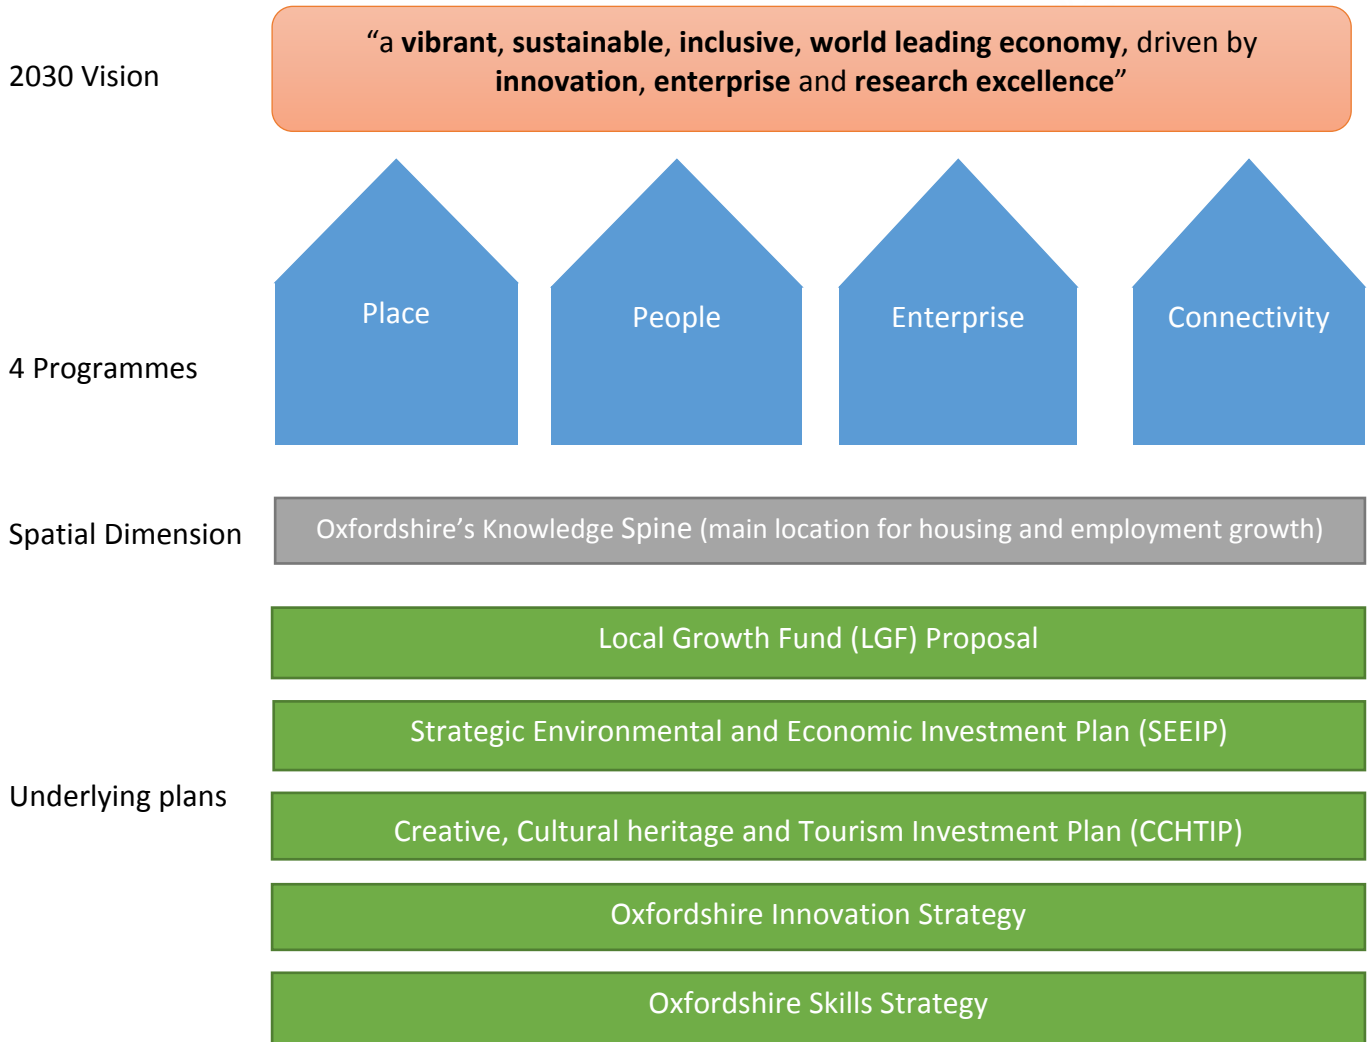 2030 Vision
“a vibrant, sustainable, inclusive, world leading economy, driven by
innovation, enterprise and research excellence”
4 Programmes
Place
People
Enterprise
Connectivity
Spatial Dimension
Oxfordshire’s Knowledge Spine (main location for housing and employment growth)
Underlying plans
Local Growth Fund (LGF) Proposal
Strategic Environmental and Economic Investment Plan (SEEIP)
Creative, Cultural heritage and Tourism Investment Plan (CCHTIP)
Oxfordshire Innovation Strategy
Oxfordshire Skills Strategy